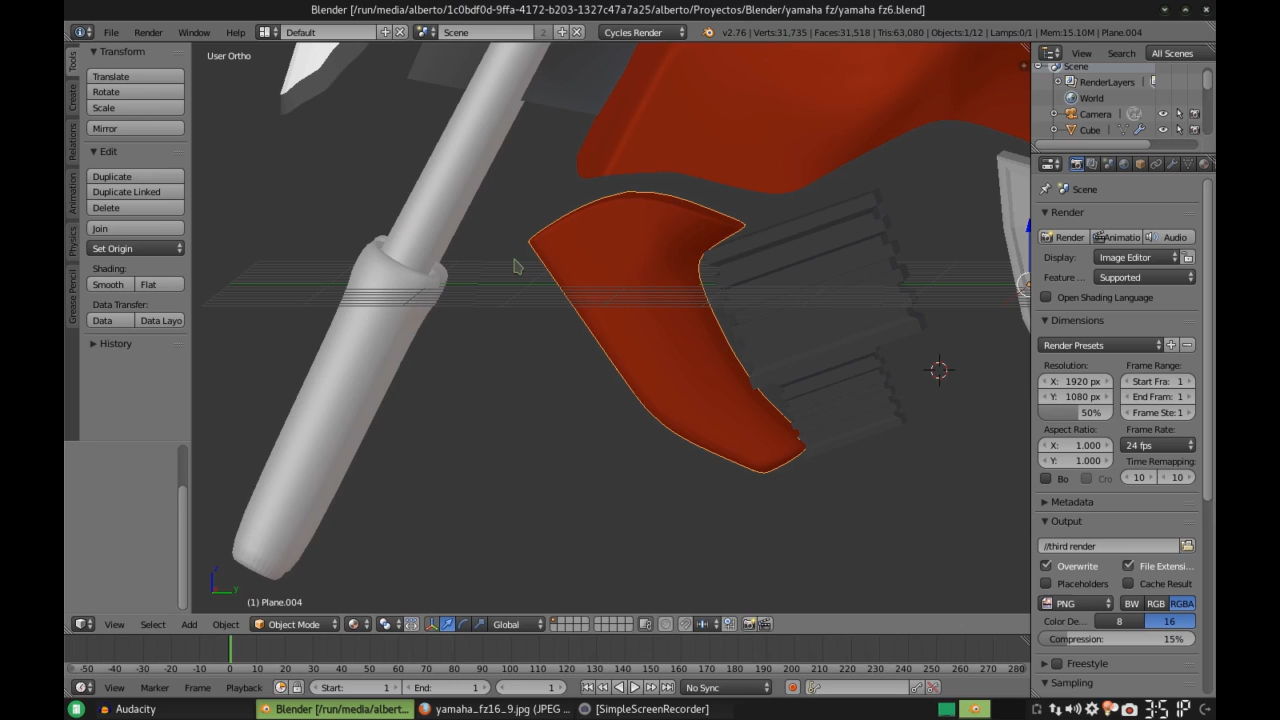 Blender [/run/media/alberto/1c0bdf0d-9ffa-4172-b203-1327c47a7a25/alberto/Proyectos/Blender/yamaha fz/yamaha fz6.blend]
File Render Window Help Default Scene 2 Cycles Render v2.76 | Verts:31,735 | Faces:31,518 | Tris:63,080 | Objects:1/12 | Lamps:0/1 | Mem:15.10M | Plane.004
Tools
Create
Relations
Animation
Physics
Grease Pencil
Transform
Translate
Rotate
Scale
Mirror
Edit
Duplicate
Duplicate Linked
Delete
Join
Set Origin
Shading:
Smooth Flat
Data Transfer:
Data Data Layo
History
User Ortho
z
y
(1) Plane.004
View Search All Scenes
Scene
RenderLayers
World
Camera
Cube
Scene
Render
Render Animatio Audio
Display: Image Editor
Feature ... Supported
Open Shading Language
Dimensions
Render Presets
Resolution: Frame Range:
X: 1920 px Start Fra: 1
Y: 1080 px End Fram: 1
50% Frame Ste: 1
Aspect Ratio: Frame Rate:
X: 1.000 24 fps
Y: 1.000 Time Remapping:
Bo Cro 10 10
Metadata
Output
//third render
Overwrite File Extensi...
Placeholders Cache Result
PNG BW RGB RGBA
Color De... 8 16
Compression: 15%
Freestyle
Sampling
View Select Add Object Object Mode Global
-50 -40 -30 -20 -10 0 10 20 30 40 50 60 70 80 90 100 110 120 130 140 150 160 170 180 190 200 210 220 230 240 250 260 270 280
View Marker Frame Playback Start: 1 End: 1 1 No Sync
Audacity Blender [/run/media/albert... yamaha_fz16_9.jpg (JPEG ... [SimpleScreenRecorder]